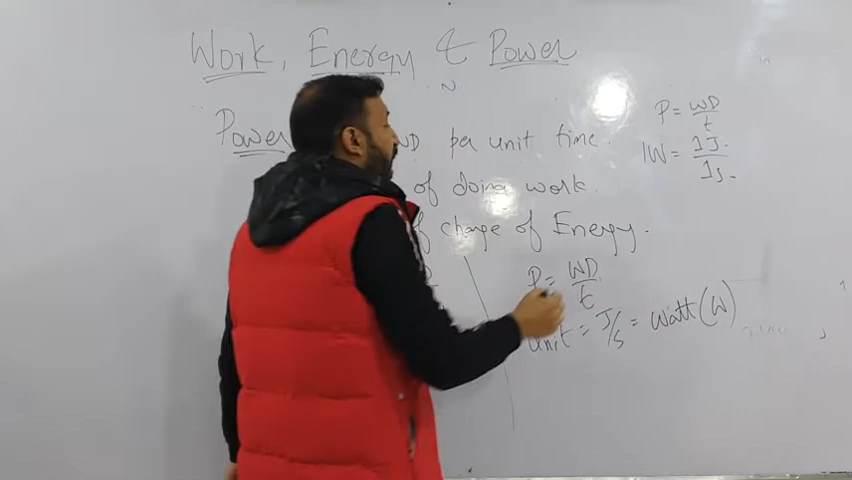 Work, Energy & Power
Power WD per unit time.
of doing work.
of change of Energy.
P = WD/t
unit = J/s = watt (W)
P = WD/t
1W = 1J/1s